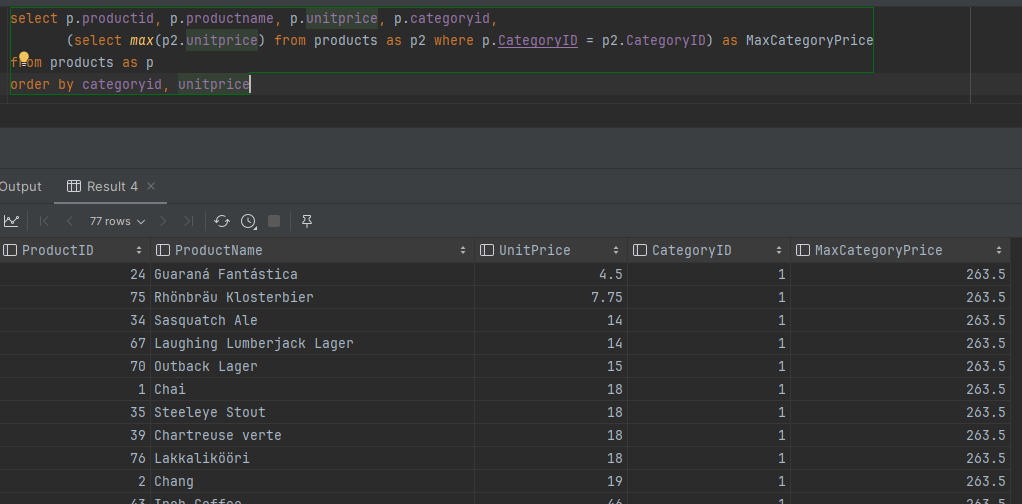 select p.productid, p.productname, p.unitprice, p.categoryid,
(select max(p2.unitprice) from products as p2 where p.CategoryID = p2.CategoryID) as MaxCategoryPrice
from products as p
order by categoryid, unitprice
Output Result 4
77 rows
ProductID ProductName UnitPrice CategoryID MaxCategoryPrice
24 Guaraná Fantástica 4.5 1 263.5
75 Rhönbräu Klosterbier 7.75 1 263.5
34 Sasquatch Ale 14 1 263.5
67 Laughing Lumberjack Lager 14 1 263.5
70 Outback Lager 15 1 263.5
1 Chai 18 1 263.5
35 Steeleye Stout 18 1 263.5
39 Chartreuse verte 18 1 263.5
76 Lakkalikööri 18 1 263.5
2 Chang 19 1 263.5
43 Coffee 46 1 263.5